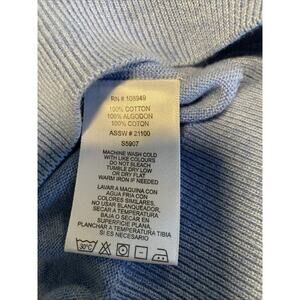 RN # 108949
100% COTTON
100% ALGODON
100% COTON
ASSW # 21100
S5907
MACHINE WASH COLD
WITH LIKE COLOURS
DO NOT BLEACH
TUMBLE DRY LOW
OR DRY FLAT
WARM IRON IF NEEDED
LAVAR A MAQUINA CON
AGUA FRIA CON
COLORES SIMILARES.
NO USAR BLANQUEADOR.
SECAR A TEMPERATURA
BAJA O SECAR EN
SUPERFICIE PLANA.
PLANCHAR A TEMPERATURA TIBIA
SI ES NECESARIO
30°C